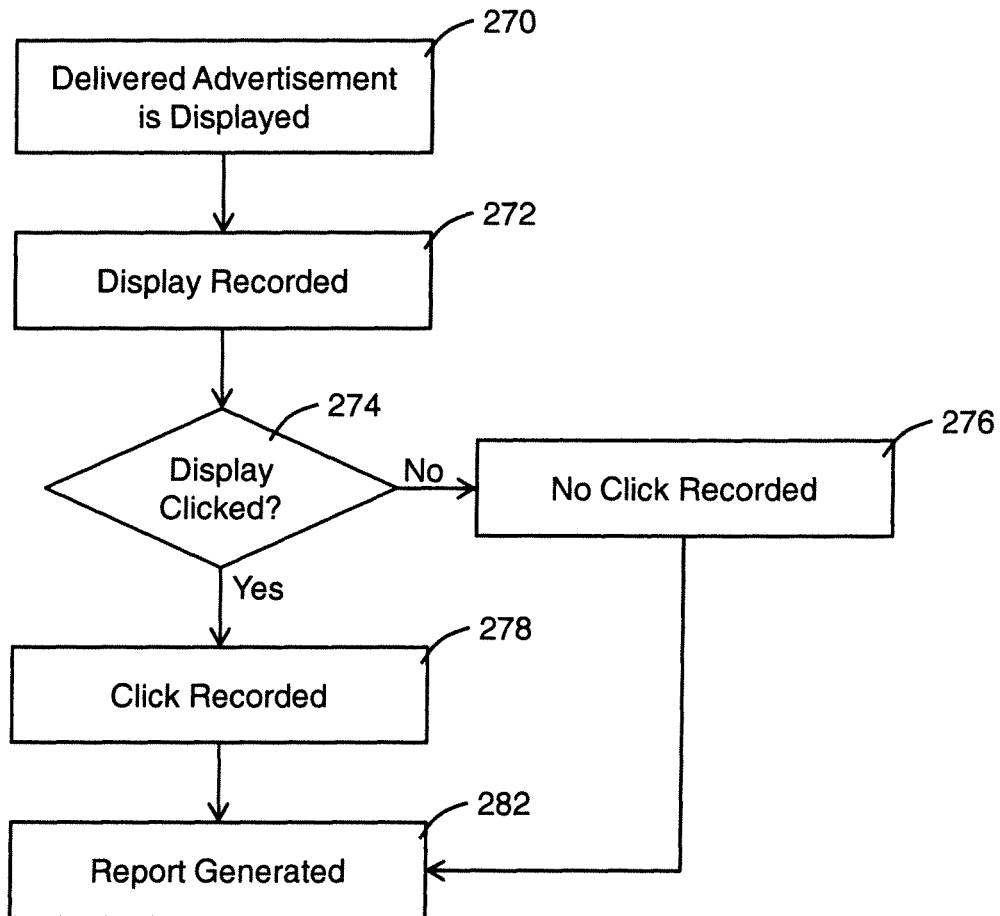 270
Delivered Advertisement
is Displayed
272
Display Recorded
274
Display
Clicked?
No
276
No Click Recorded
Yes
278
Click Recorded
282
Report Generated